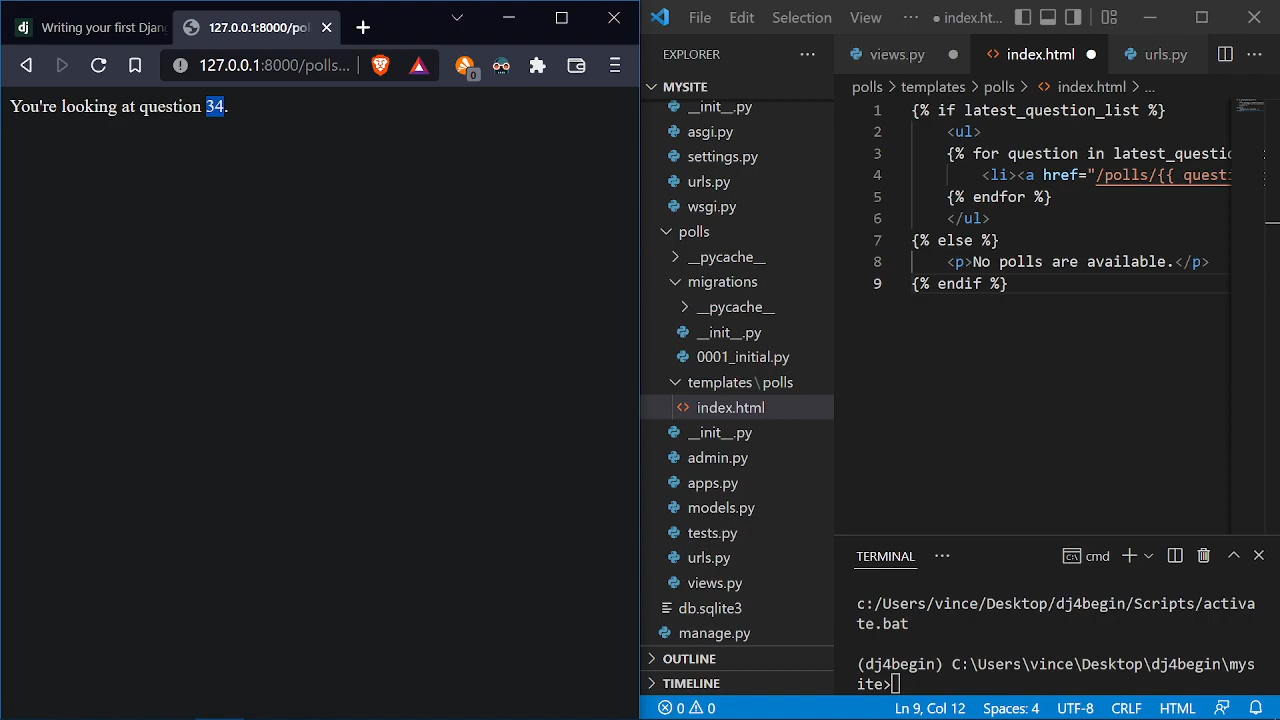 Writing your first Djan
127.0.0.1:8000/pol
127.0.0.1:8000/polls...
0
You're looking at question 34.
File Edit Selection View ... index.ht...
EXPLORER
MYSITE
__init__.py
asgi.py
settings.py
urls.py
wsgi.py
polls
__pycache__
migrations
__pycache__
__init__.py
0001_initial.py
templates\polls
index.html
__init__.py
admin.py
apps.py
models.py
tests.py
urls.py
views.py
db.sqlite3
manage.py
OUTLINE
TIMELINE
views.py index.html urls.py
polls > templates > polls > index.html > ...
1 {% if latest_question_list %}
2 <ul>
3 {% for question in latest_questio
4 <li><a href="/polls/{{ questi
5 {% endfor %}
6 </ul>
7 {% else %}
8 <p>No polls are available.</p>
9 {% endif %}
TERMINAL ... cmd
c:/Users/vince/Desktop/dj4begin/Scripts/activa
te.bat
(dj4begin) C:\Users\vince\Desktop\dj4begin\mys
ite>
0 0 Ln 9, Col 12 Spaces: 4 UTF-8 CRLF HTML